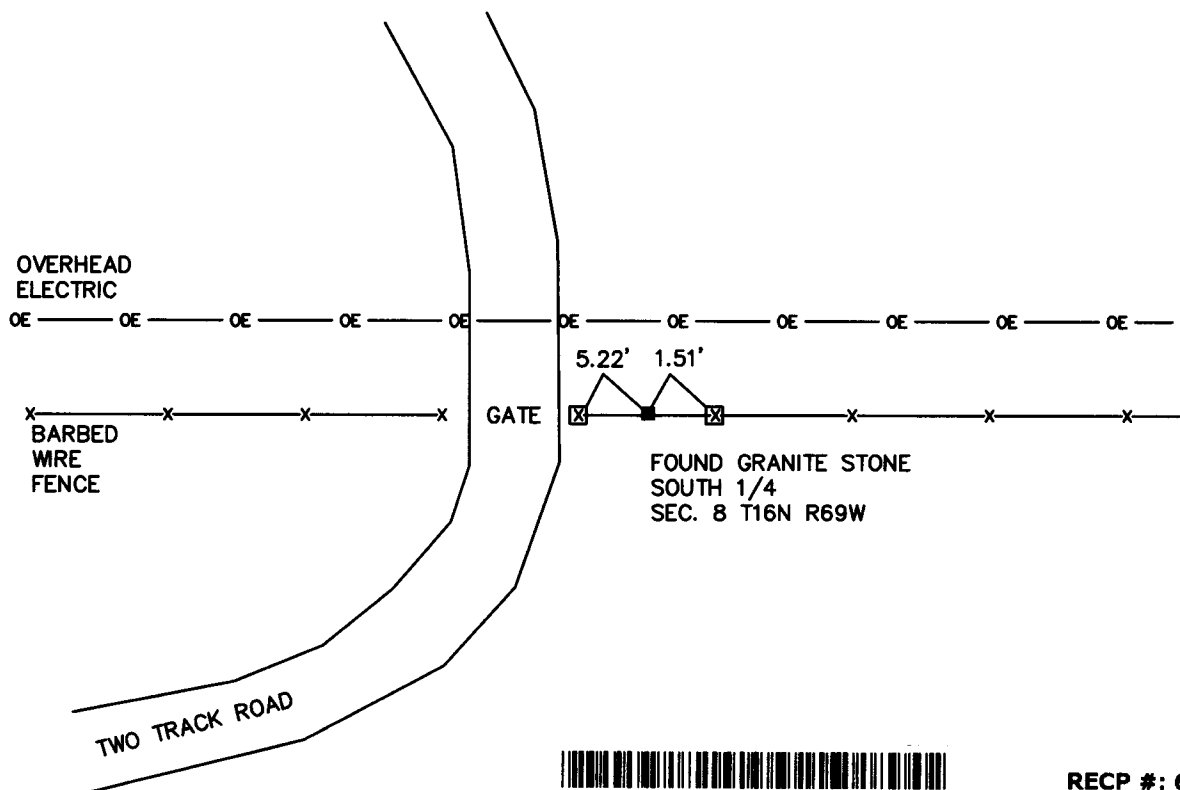 OVERHEAD
ELECTRIC
OE OE OE OE OE OE OE OE OE OE OE
5.22' 1.51'
X X X X GATE X X X X X
BARBED
WIRE
FENCE
FOUND GRANITE STONE
SOUTH 1/4
SEC. 8 T16N R69W
TWO TRACK ROAD
RECP #: